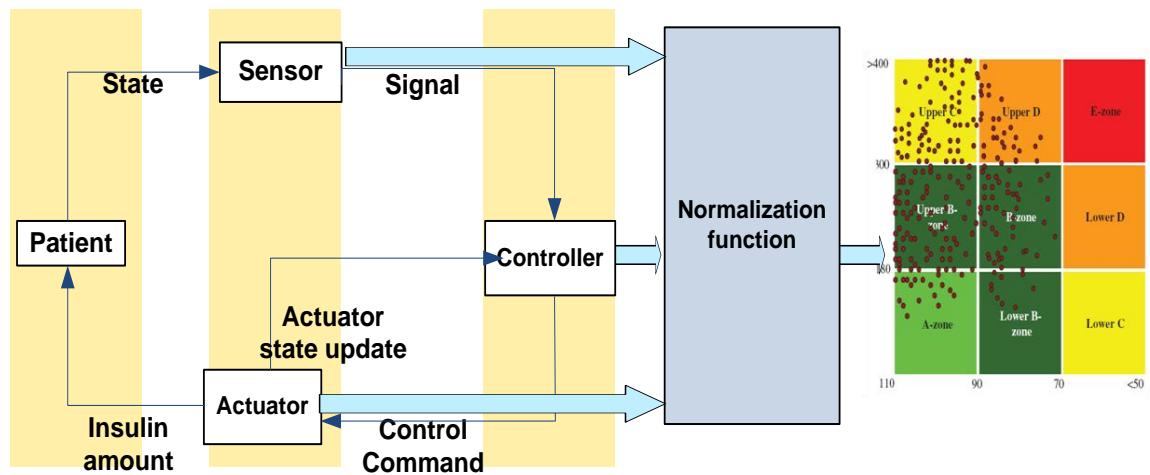 State
Sensor
Signal
Patient
Controller
Actuator
state update
Actuator
Insulin
amount
Control
Command
Normalization
function
>400
Upper C
Upper D
E-zone
300
Upper B-
zone
B-zone
Lower D
180
A-zone
Lower B-
zone
Lower C
110
90
70
<50